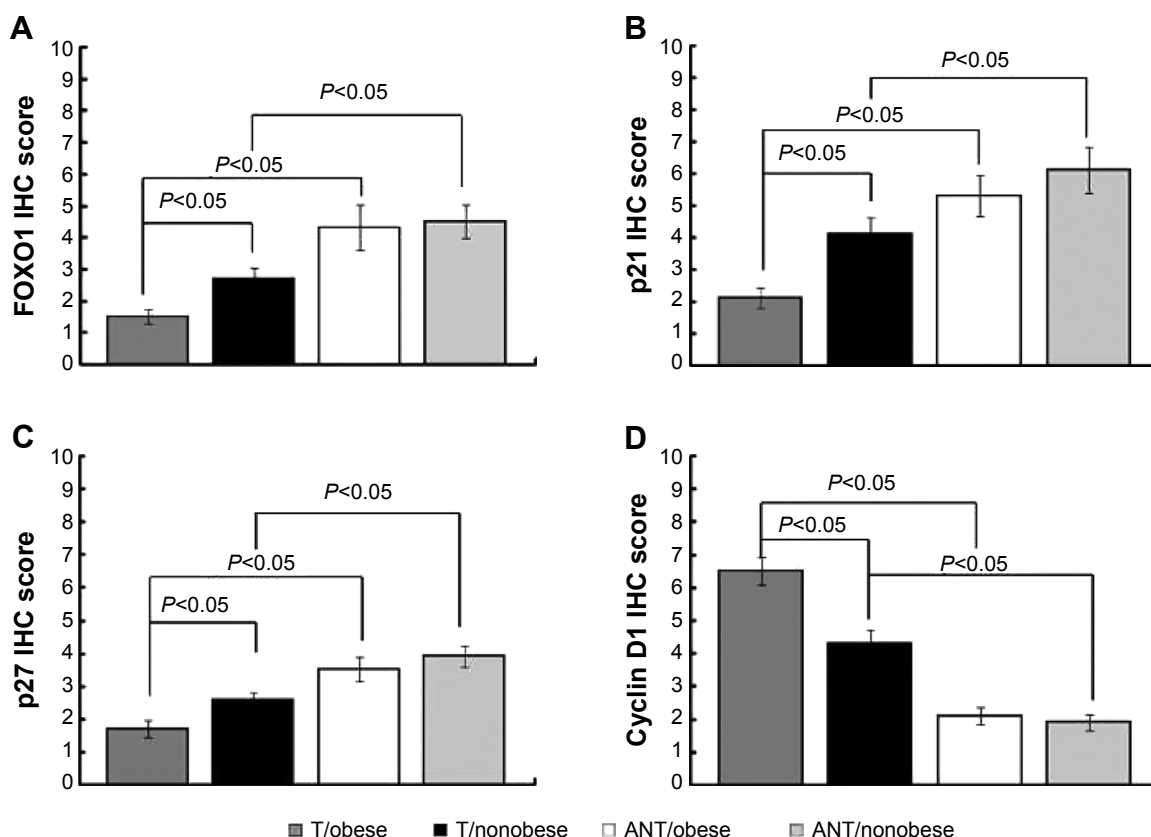 A
FOXO1 IHC score
10
9
8
7
6
5
4
3
2
1
0
P<0.05
P<0.05
P<0.05
B
p21 IHC score
10
9
8
7
6
5
4
3
2
1
0
P<0.05
P<0.05
P<0.05
C
p27 IHC score
10
9
8
7
6
5
4
3
2
1
0
P<0.05
P<0.05
P<0.05
D
Cyclin D1 IHC score
10
9
8
7
6
5
4
3
2
1
0
P<0.05
P<0.05
P<0.05
T/obese T/nonobese ANT/obese ANT/nonobese